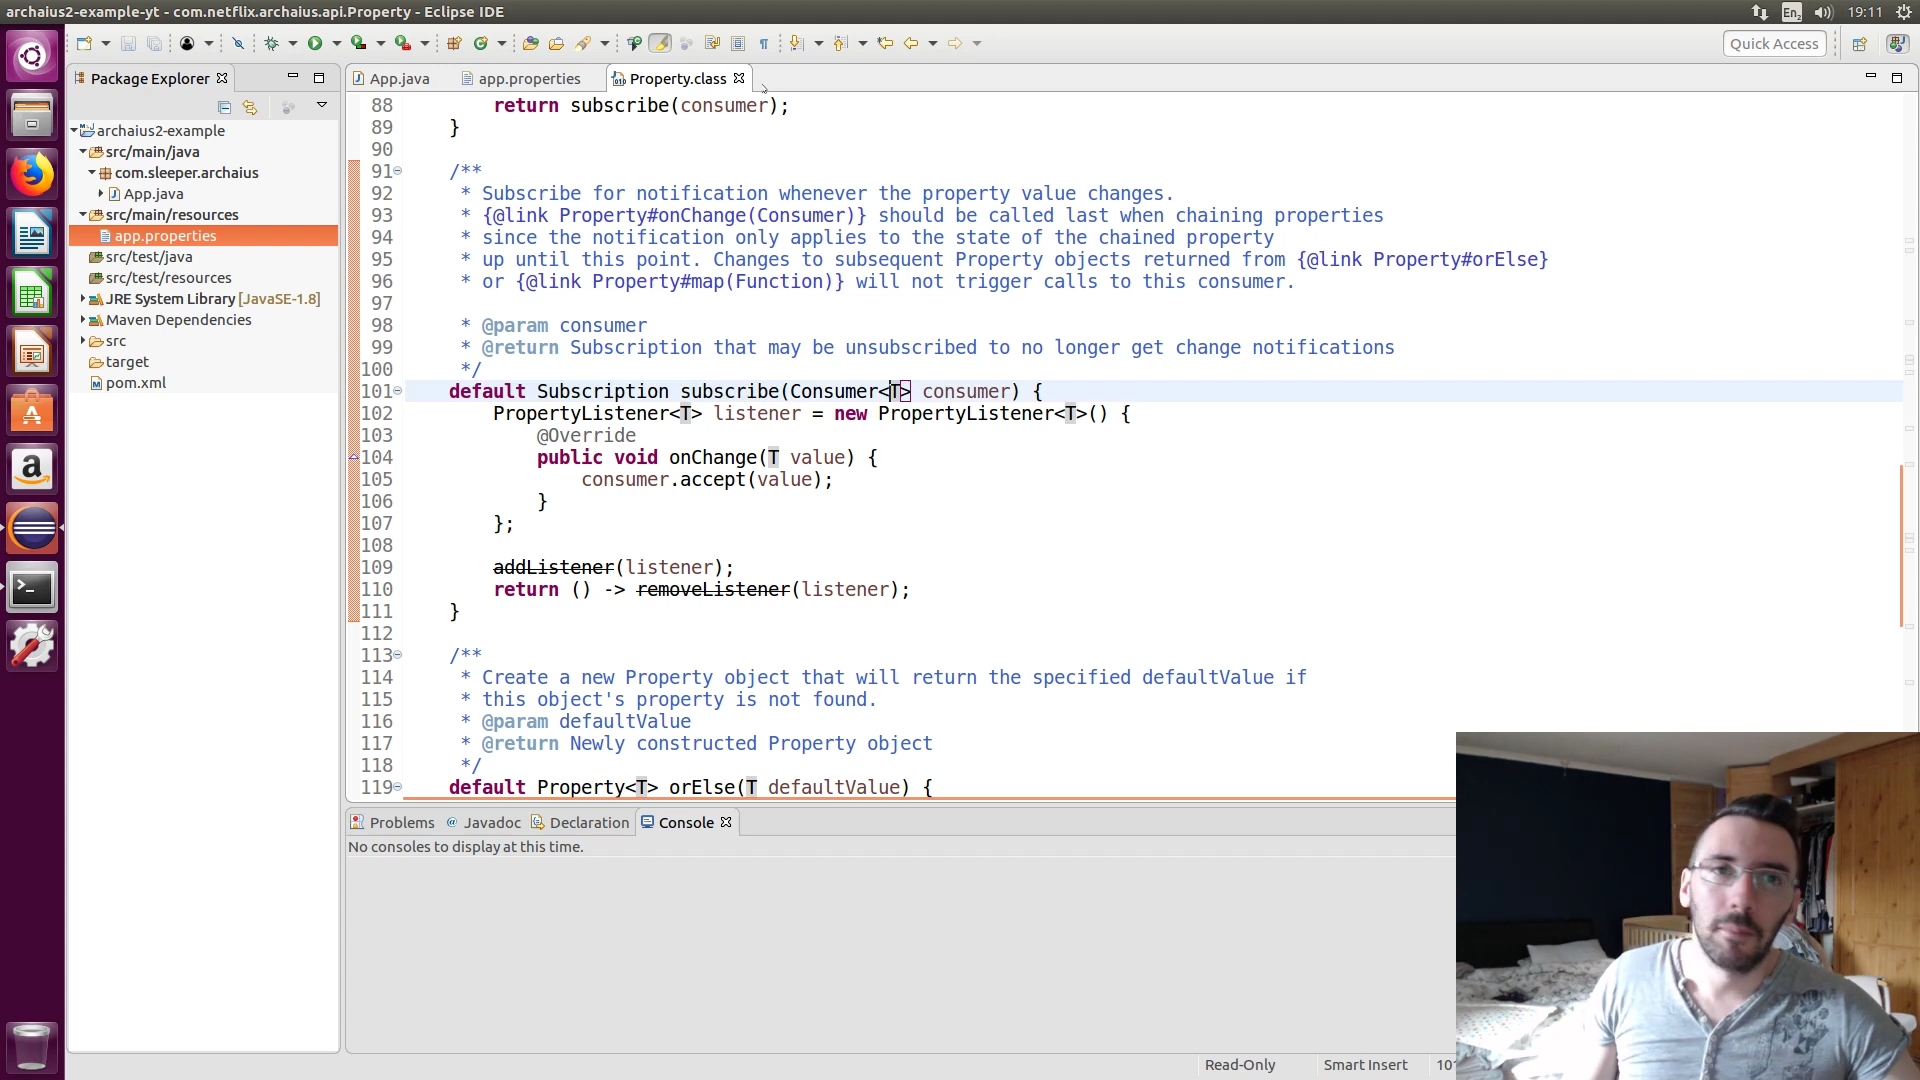 archaius2-example-yt - com.netflix.archaius.api.Property - Eclipse IDE
En2
19:11
Quick Access
Package Explorer
App.java
app.properties
Property.class
archaius2-example
src/main/java
com.sleeper.archaius
App.java
src/main/resources
app.properties
src/test/java
src/test/resources
JRE System Library [JavaSE-1.8]
Maven Dependencies
src
target
pom.xml
88 return subscribe(consumer);
89 }
90
91 /**
92 * Subscribe for notification whenever the property value changes.
93 * {@link Property#onChange(Consumer)} should be called last when chaining properties
94 * since the notification only applies to the state of the chained property
95 * up until this point. Changes to subsequent Property objects returned from {@link Property#orElse}
96 * or {@link Property#map(Function)} will not trigger calls to this consumer.
97
98 * @param consumer
99 * @return Subscription that may be unsubscribed to no longer get change notifications
100 */
101 default Subscription subscribe(Consumer<T> consumer) {
102 PropertyListener<T> listener = new PropertyListener<T>() {
103 @Override
104 public void onChange(T value) {
105 consumer.accept(value);
106 }
107 };
108
109 addListener(listener);
110 return () -> removeListener(listener);
111 }
112
113 /**
114 * Create a new Property object that will return the specified defaultValue if
115 * this object's property is not found.
116 * @param defaultValue
117 * @return Newly constructed Property object
118 */
119 default Property<T> orElse(T defaultValue) {
Problems
Javadoc
Declaration
Console
No consoles to display at this time.
Read-Only
Smart Insert